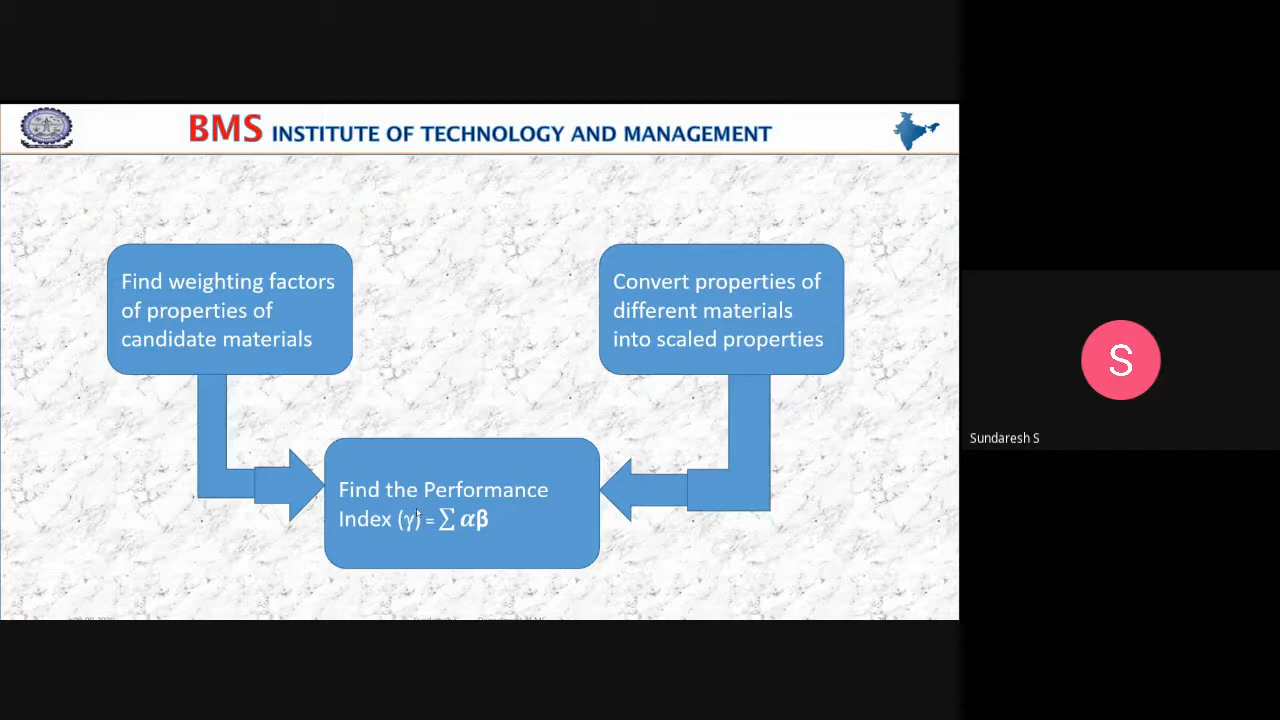 BMS INSTITUTE OF TECHNOLOGY AND MANAGEMENT
Find weighting factors
of properties of
candidate materials
Convert properties of
different materials
into scaled properties
Find the Performance
Index (γ) = ∑ αβ
S
Sundaresh S